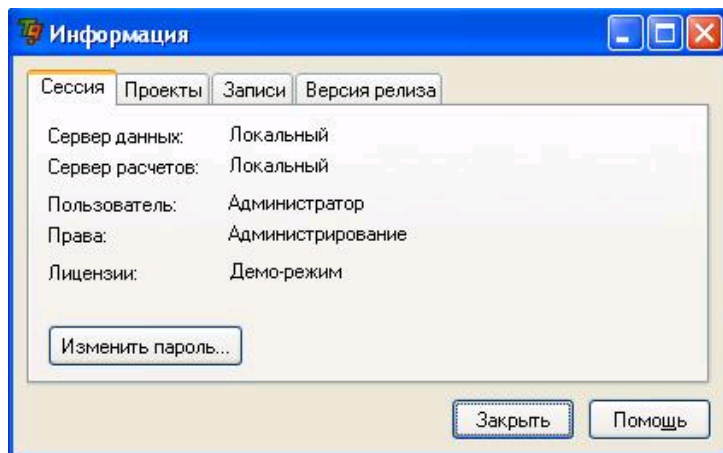 Информация
Сессия Проекты Записи Версия релиза
Сервер данных: Локальный
Сервер расчетов: Локальный
Пользователь: Администратор
Права: Администрирование
Лицензии: Демо-режим
Изменить пароль...
Закрыть Помощь